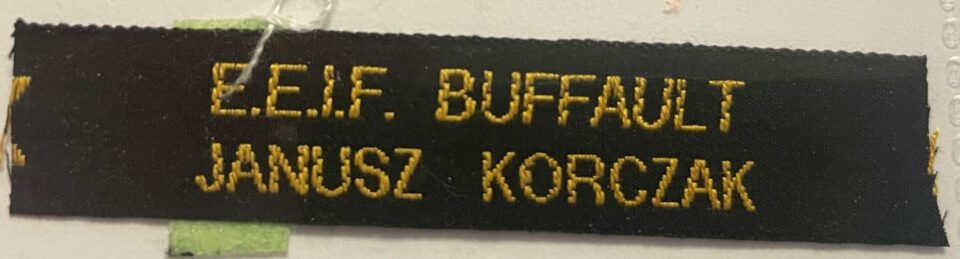 E.E.I.F. BUFFAULT
JANUSZ KORCZAK